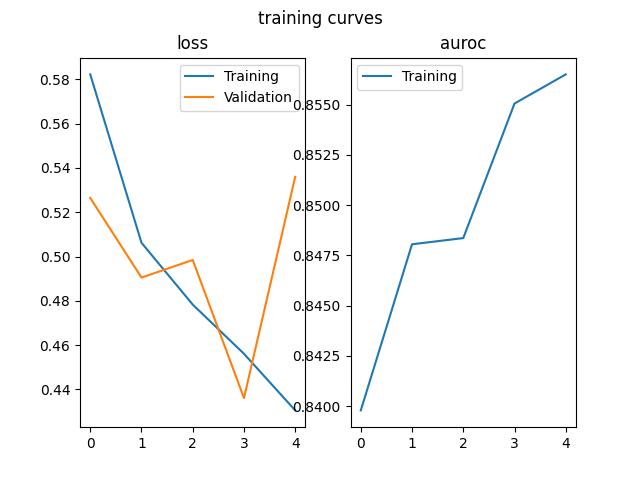 training curves
loss
auroc
Training
Validation
Training
0.58
0.56
0.54
0.52
0.50
0.48
0.46
0.44
0 1 2 3 4
0.8550
0.8525
0.8500
0.8475
0.8450
0.8425
0.8400
0 1 2 3 4